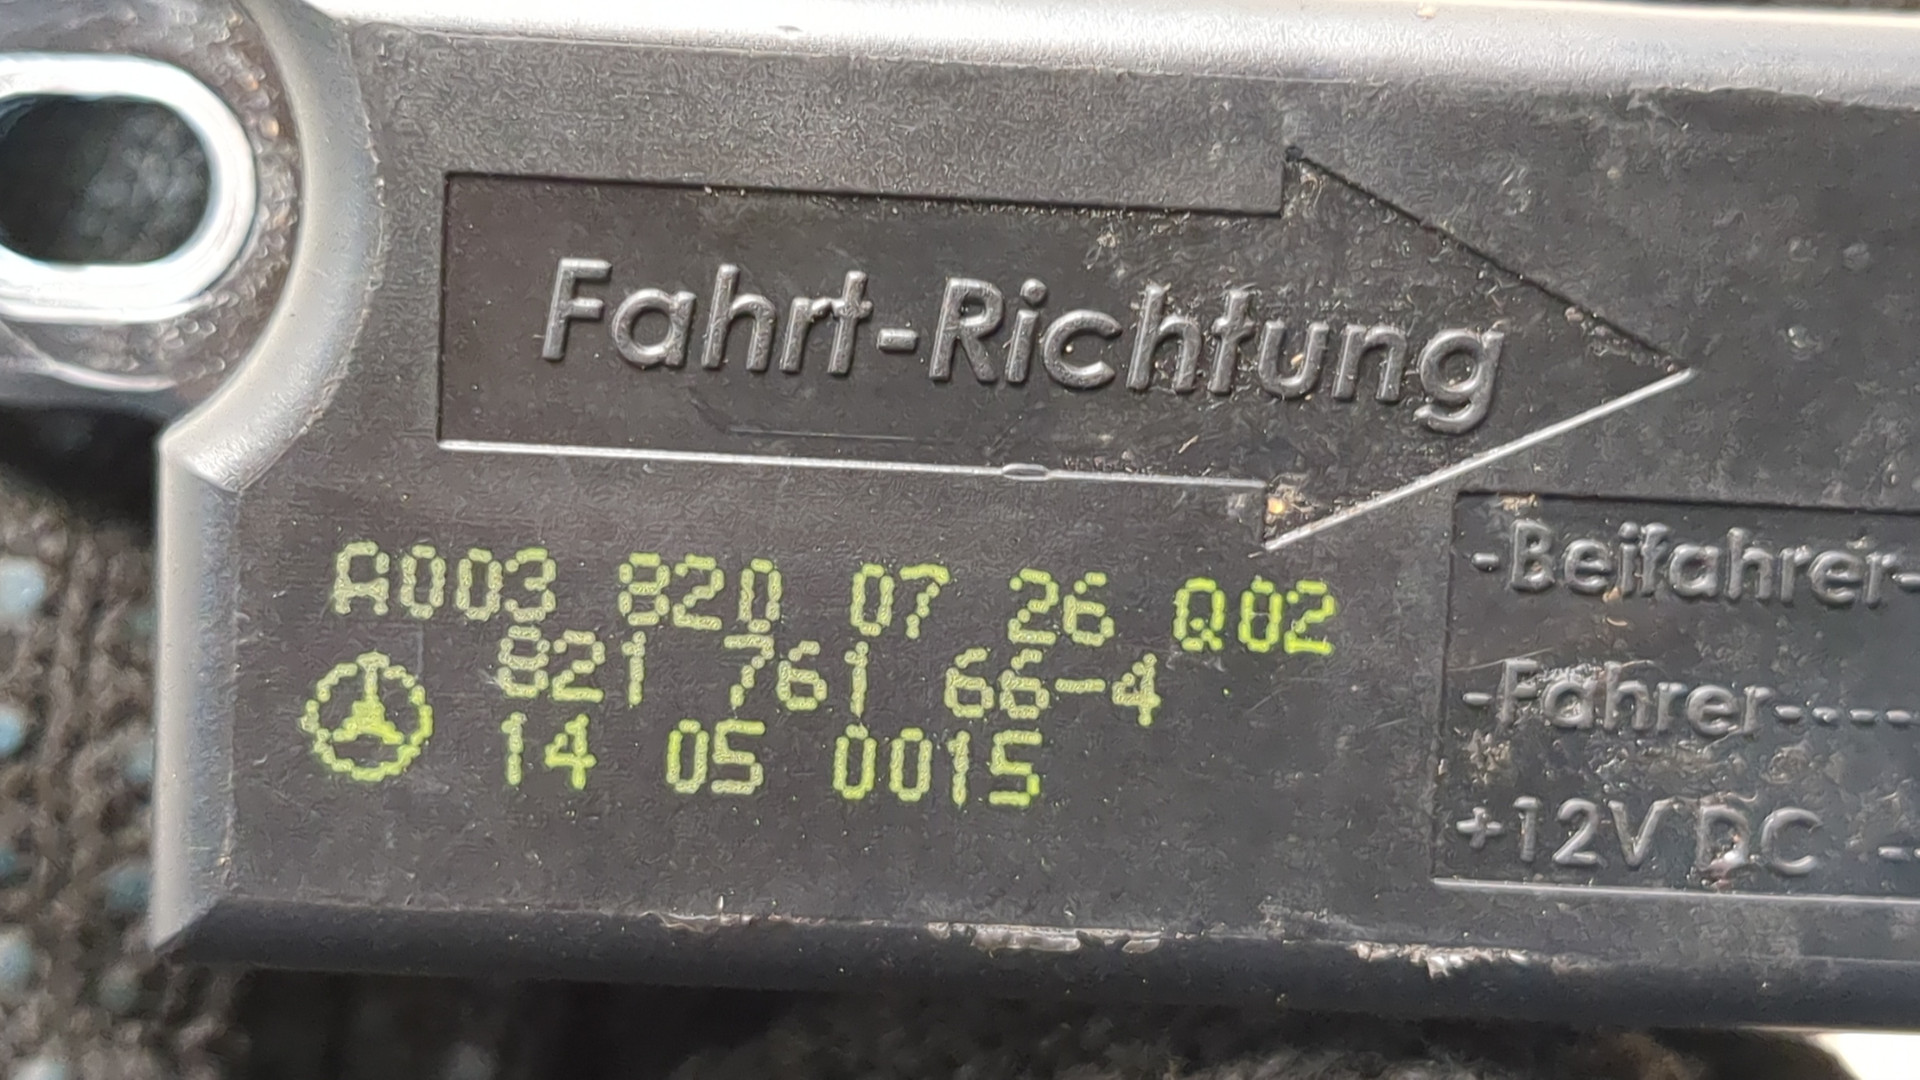 Fahrt-Richtung
A003 820 07 26 Q02
821 761 66-4
14 05 0015
-Beifahrer-
-Fahrer----
+12V DC --